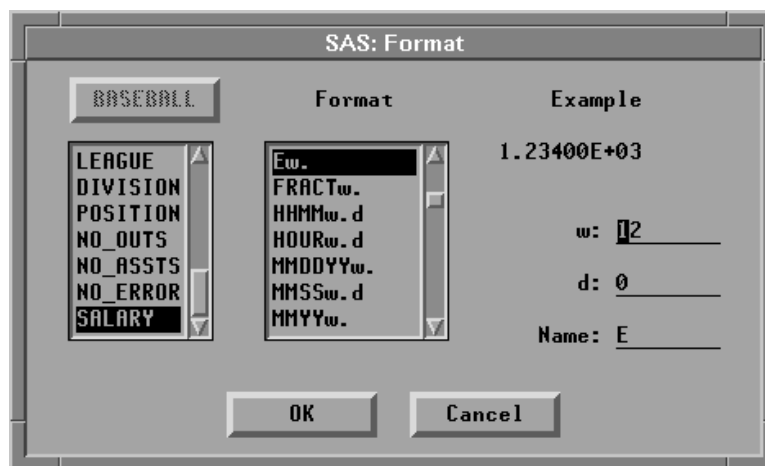 SAS: Format
BASEBALL
Format
Example
LEAGUE
DIVISION
POSITION
NO_OUTS
NO_ASSTS
NO_ERROR
SALARY
Ew.
FRACTw.
HHMMw.d
HOURw.d
MMDDYYw.
MMSSw.d
MMYYw.
1.23400E+03
w: 12
d: 0
Name: E
OK
Cancel